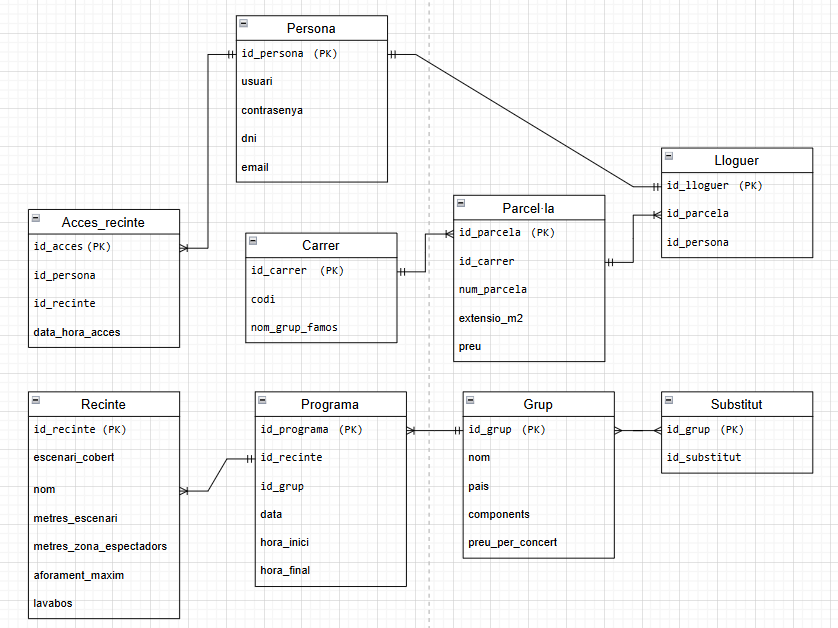 Persona
id_persona (PK)
usuari
contrasenya
dni
email
Lloguer
id_lloguer (PK)
id_parcela
id_persona
Acces_recinte
id_acces (PK)
id_persona
id_recinte
data_hora_acces
Carrer
id_carrer (PK)
codi
nom_grup_famos
Parcel·la
id_parcela (PK)
id_carrer
num_parcela
extensio_m2
preu
Recinte
id_recinte (PK)
escenari_cobert
nom
metres_escenari
metres_zona_espectadors
aforament_maxim
lavabos
Programa
id_programa (PK)
id_recinte
id_grup
data
hora_inici
hora_final
Grup
id_grup (PK)
nom
pais
components
preu_per_concert
Substitut
id_grup (PK)
id_substitut